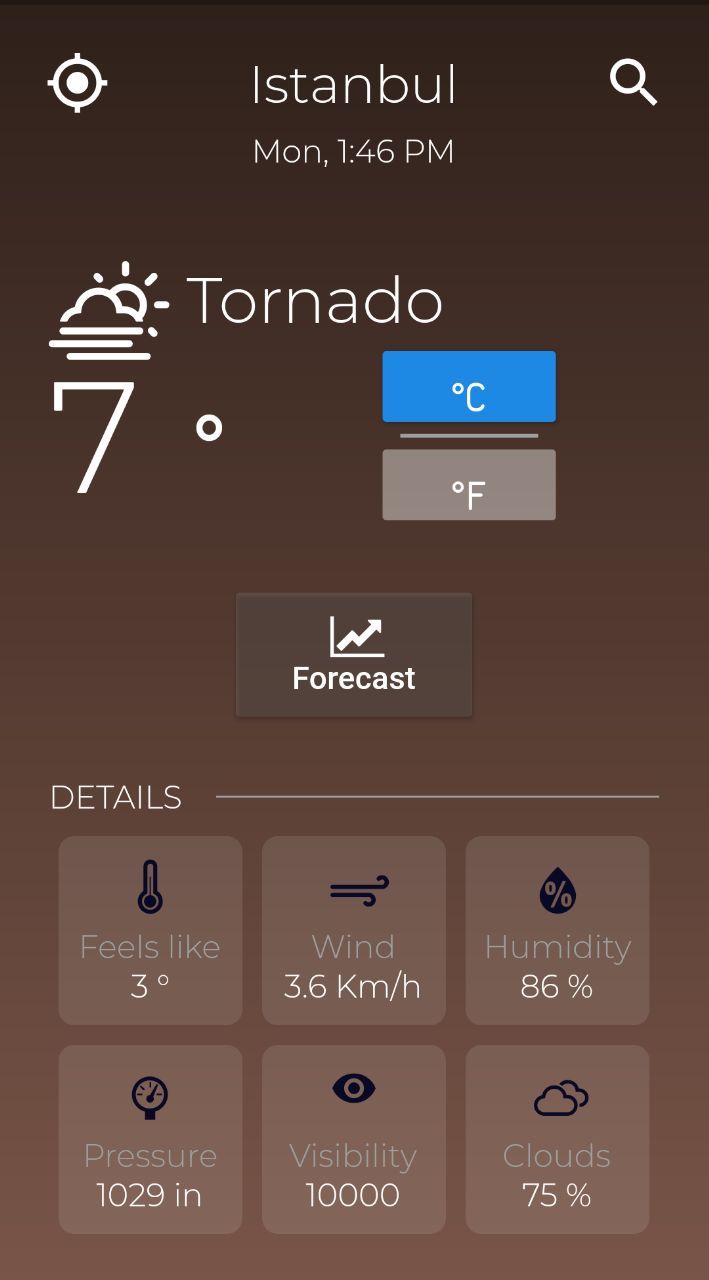 Istanbul
Mon, 1:46 PM
Tornado
7 °
°C
°F
Forecast
DETAILS
Feels like
3 °
Wind
3.6 Km/h
%
Humidity
86 %
Pressure
1029 in
Visibility
10000
Clouds
75 %